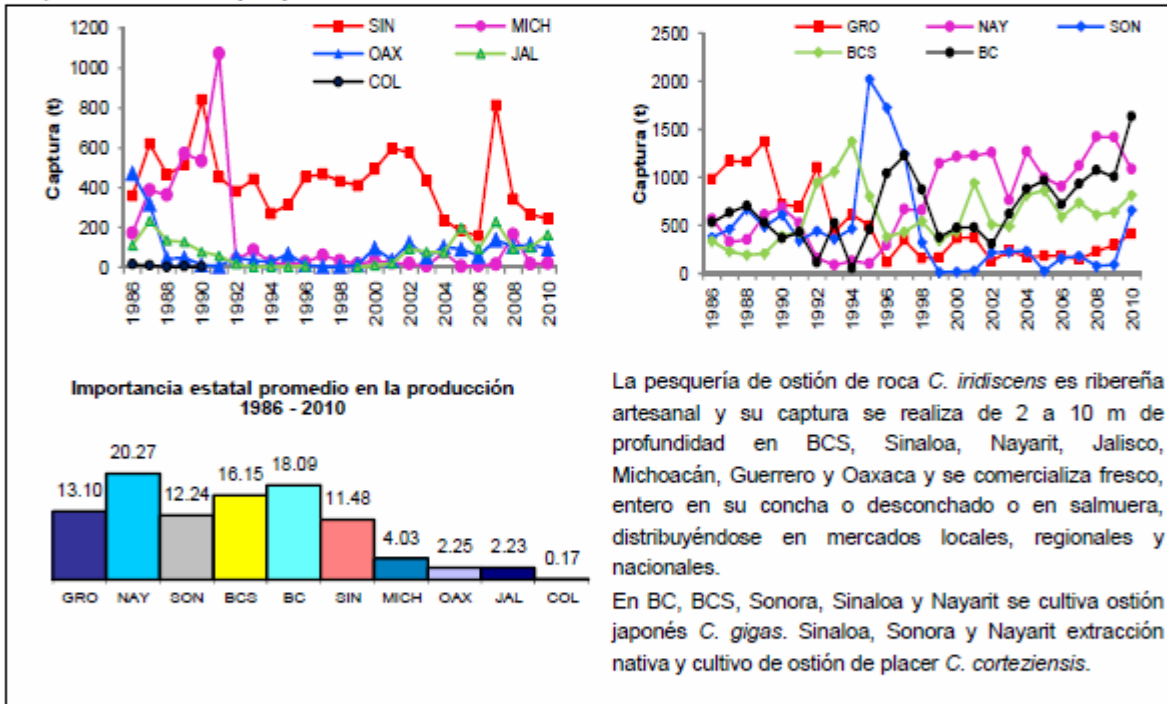 SIN MICH
OAX JAL
COL
Captura (t)
1200
1000
800
600
400
200
0
1986 1988 1990 1992 1994 1996 1998 2000 2002 2004 2006 2008 2010
GRO NAY SON
BCS BC
Captura (t)
2500
2000
1500
1000
500
0
1986 1988 1990 1992 1994 1996 1998 2000 2002 2004 2006 2008 2010
Importancia estatal promedio en la producción
1986 - 2010
13.10 20.27 12.24 16.15 18.09 11.48 4.03 2.25 2.23 0.17
GRO NAY SON BCS BC SIN MICH OAX JAL COL
La pesquería de ostión de roca C. iridiscens es ribereña
artesanal y su captura se realiza de 2 a 10 m de
profundidad en BCS, Sinaloa, Nayarit, Jalisco,
Michoacán, Guerrero y Oaxaca y se comercializa fresco,
entero en su concha o desconchado o en salmuera,
distribuyéndose en mercados locales, regionales y
nacionales.
En BC, BCS, Sonora, Sinaloa y Nayarit se cultiva ostión
japonés C. gigas. Sinaloa, Sonora y Nayarit extracción
nativa y cultivo de ostión de placer C. corteziensis.